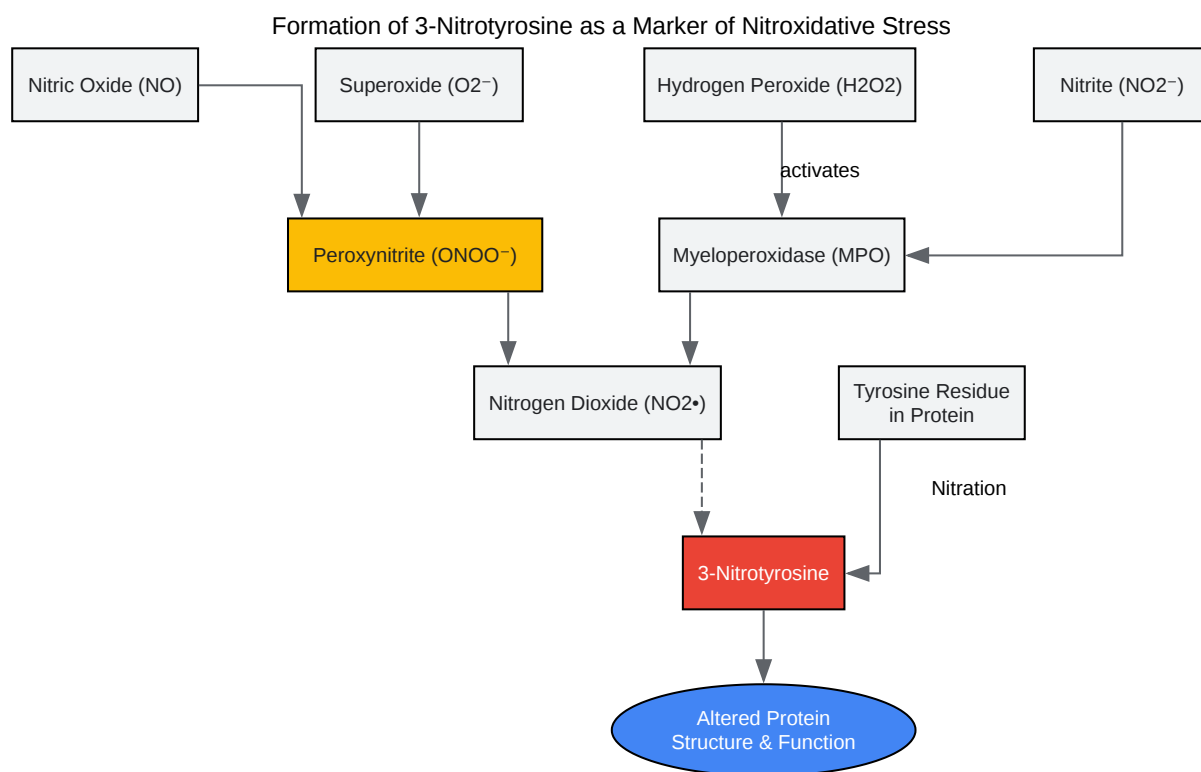 Formation of 3-Nitrotyrosine as a Marker of Nitroxidative Stress
Nitric Oxide (NO)
Superoxide (O2⁻)
Hydrogen Peroxide (H2O2)
Nitrite (NO2⁻)
activates
Peroxynitrite (ONOO⁻)
Myeloperoxidase (MPO)
Nitrogen Dioxide (NO2•)
Tyrosine Residue
in Protein
Nitration
3-Nitrotyrosine
Altered Protein
Structure & Function